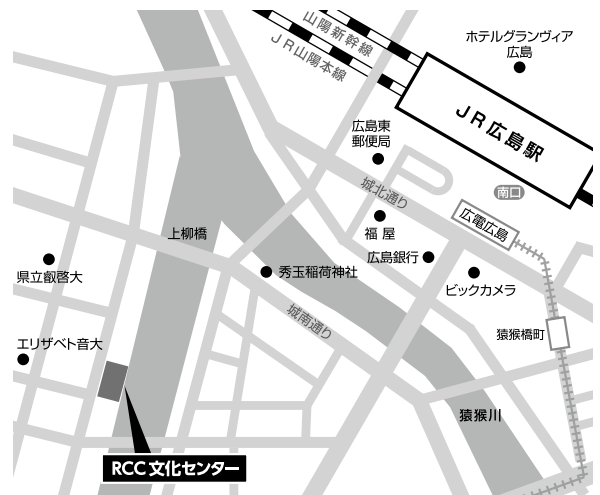 山陽新幹線
JR山陽本線
ホテルグランヴィア
広島
JR広島駅
広島東
郵便局
南口
城北通り
広電広島
福屋
上柳橋
広島銀行
県立叡啓大
秀玉稲荷神社
ビックカメラ
城南通り
猿猴橋町
エリザベト音大
猿猴川
RCC文化センター